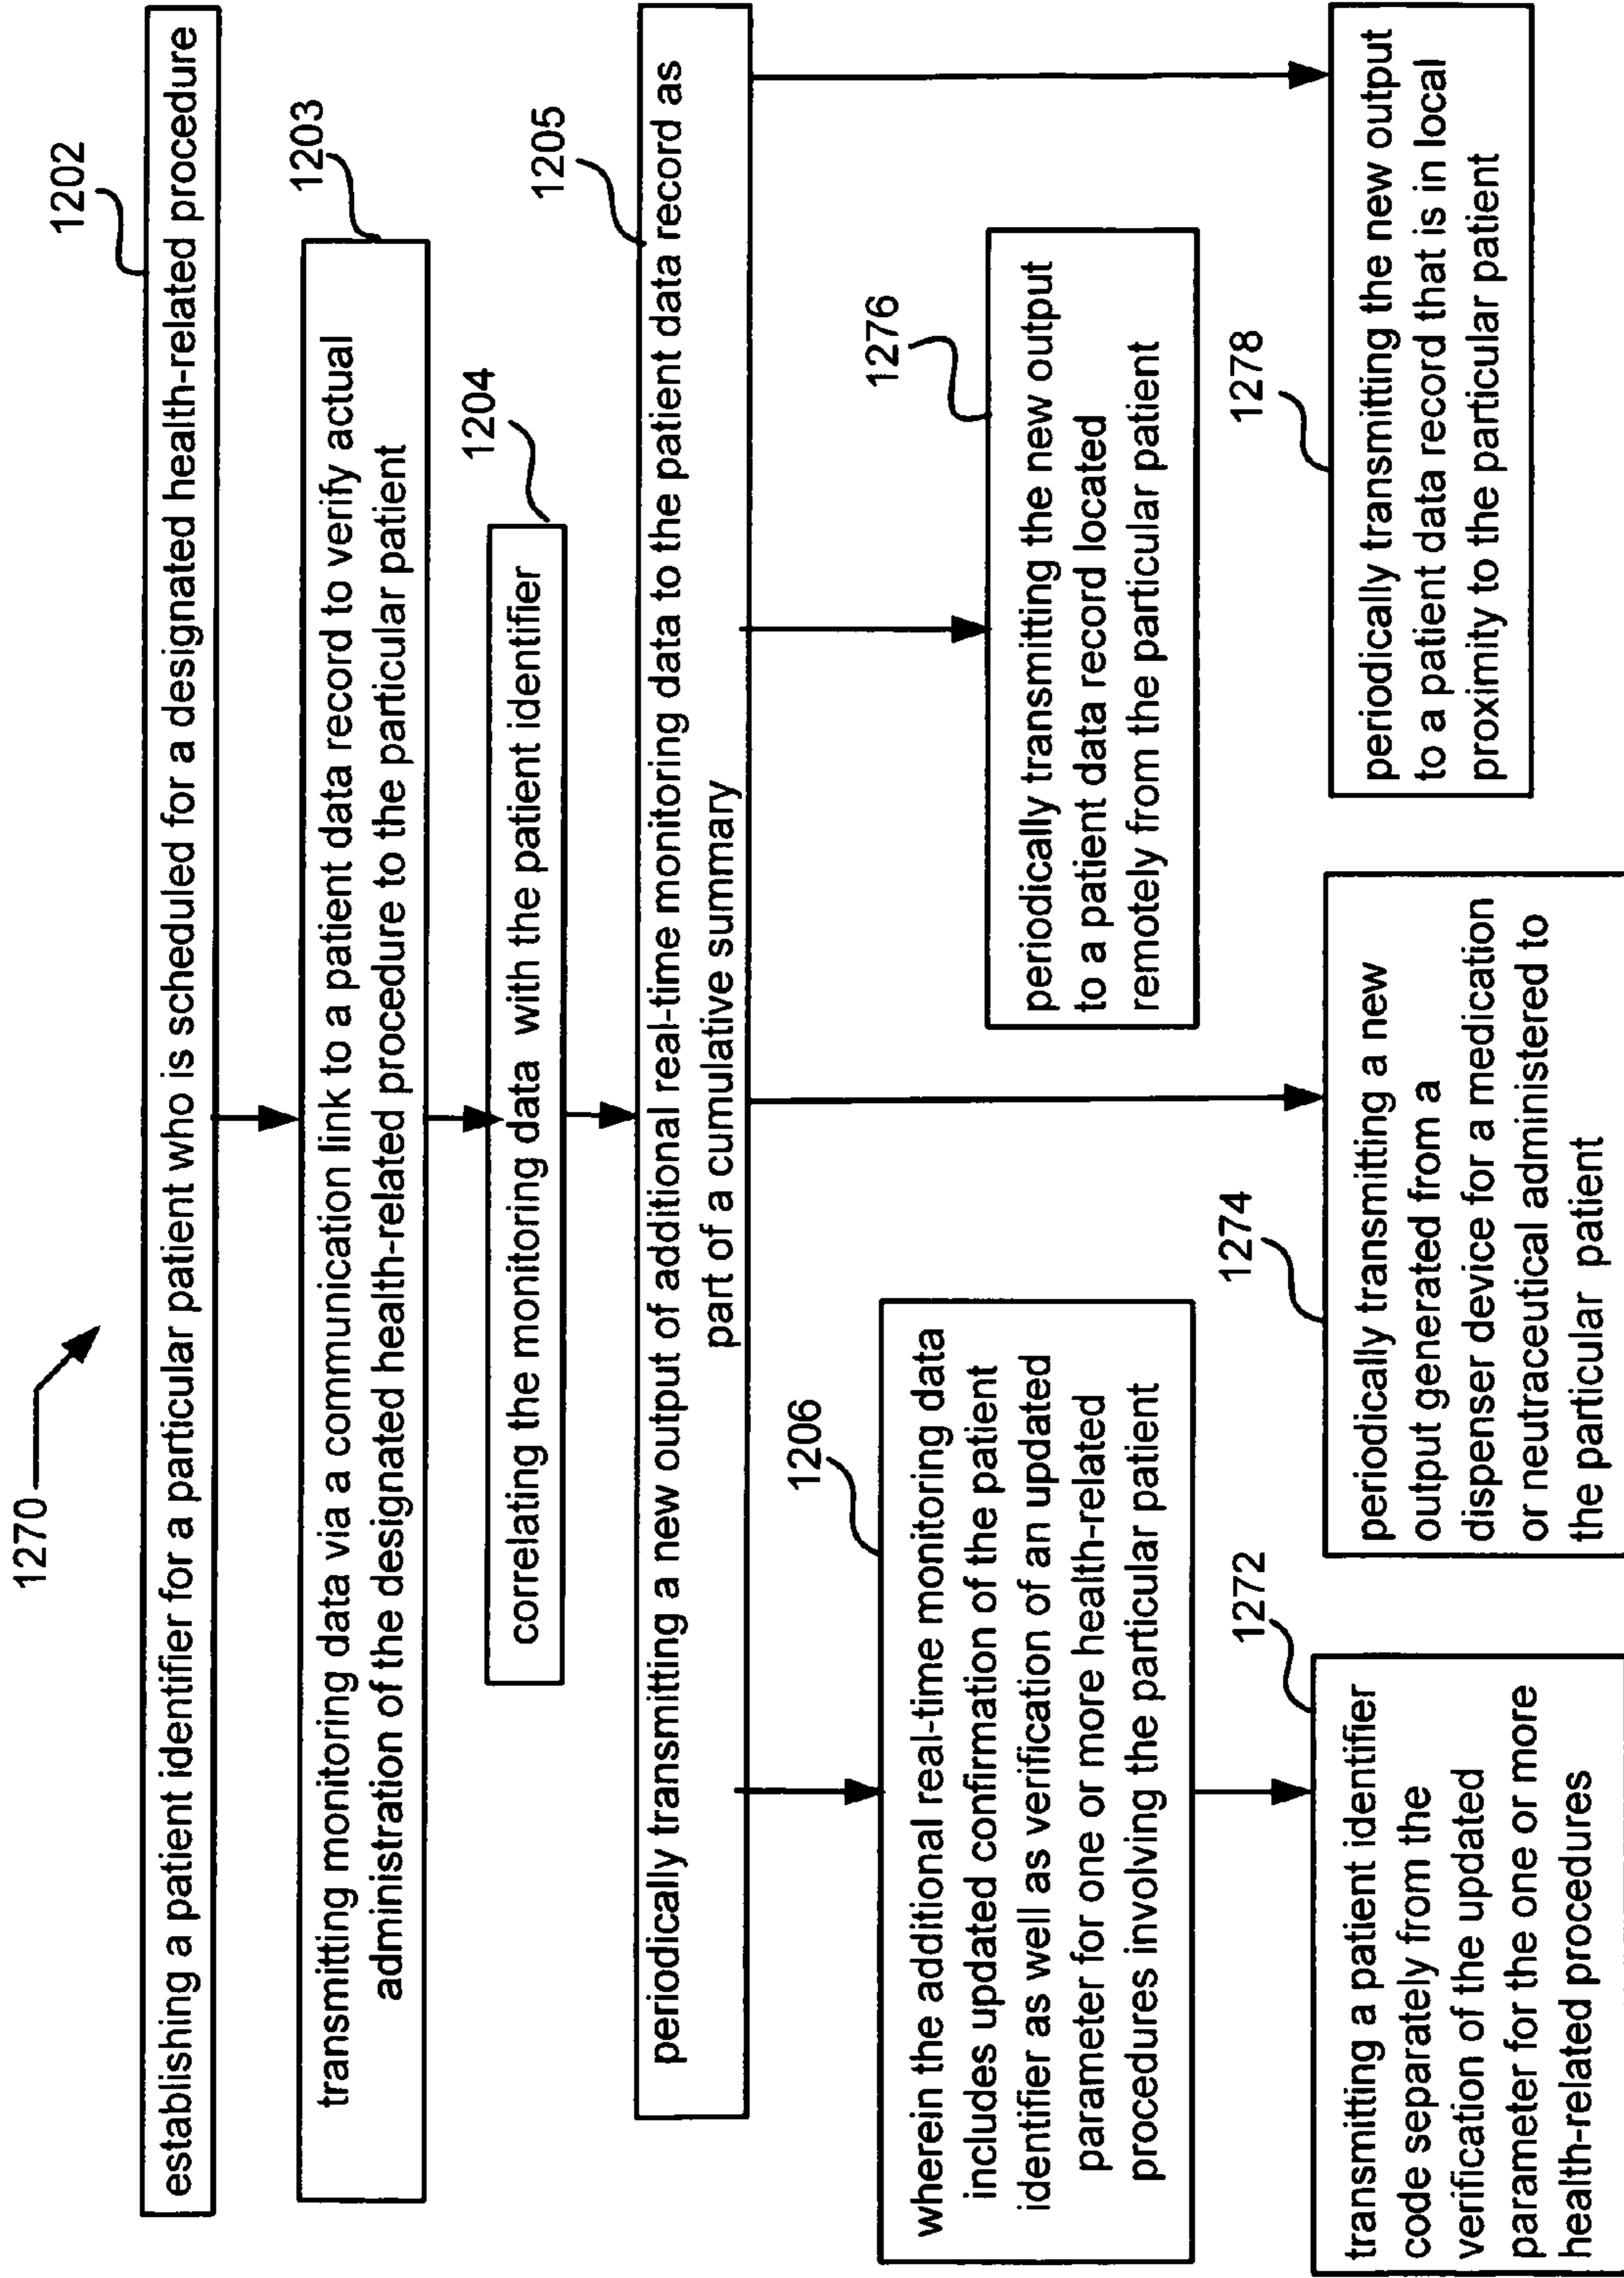 1270
1202
establishing a patient identifier for a particular patient who is scheduled for a designated health-related procedure
1203
transmitting monitoring data via a communication link to a patient data record to verify actual
administration of the designated health-related procedure to the particular patient
1204
correlating the monitoring data with the patient identifier
1205
periodically transmitting a new output of additional real-time monitoring data to the patient data record as
part of a cumulative summary
1206
wherein the additional real-time monitoring data
includes updated confirmation of the patient
identifier as well as verification of an updated
parameter for one or more health-related
procedures involving the particular patient
1276
periodically transmitting the new output
to a patient data record located
remotely from the particular patient
1272
transmitting a patient identifier
code separately from the
verification of the updated
parameter for the one or more
health-related procedures
1274
periodically transmitting a new
output generated from a
dispenser device for a medication
or neutraceutical administered to
the particular patient
1278
periodically transmitting the new output
to a patient data record that is in local
proximity to the particular patient